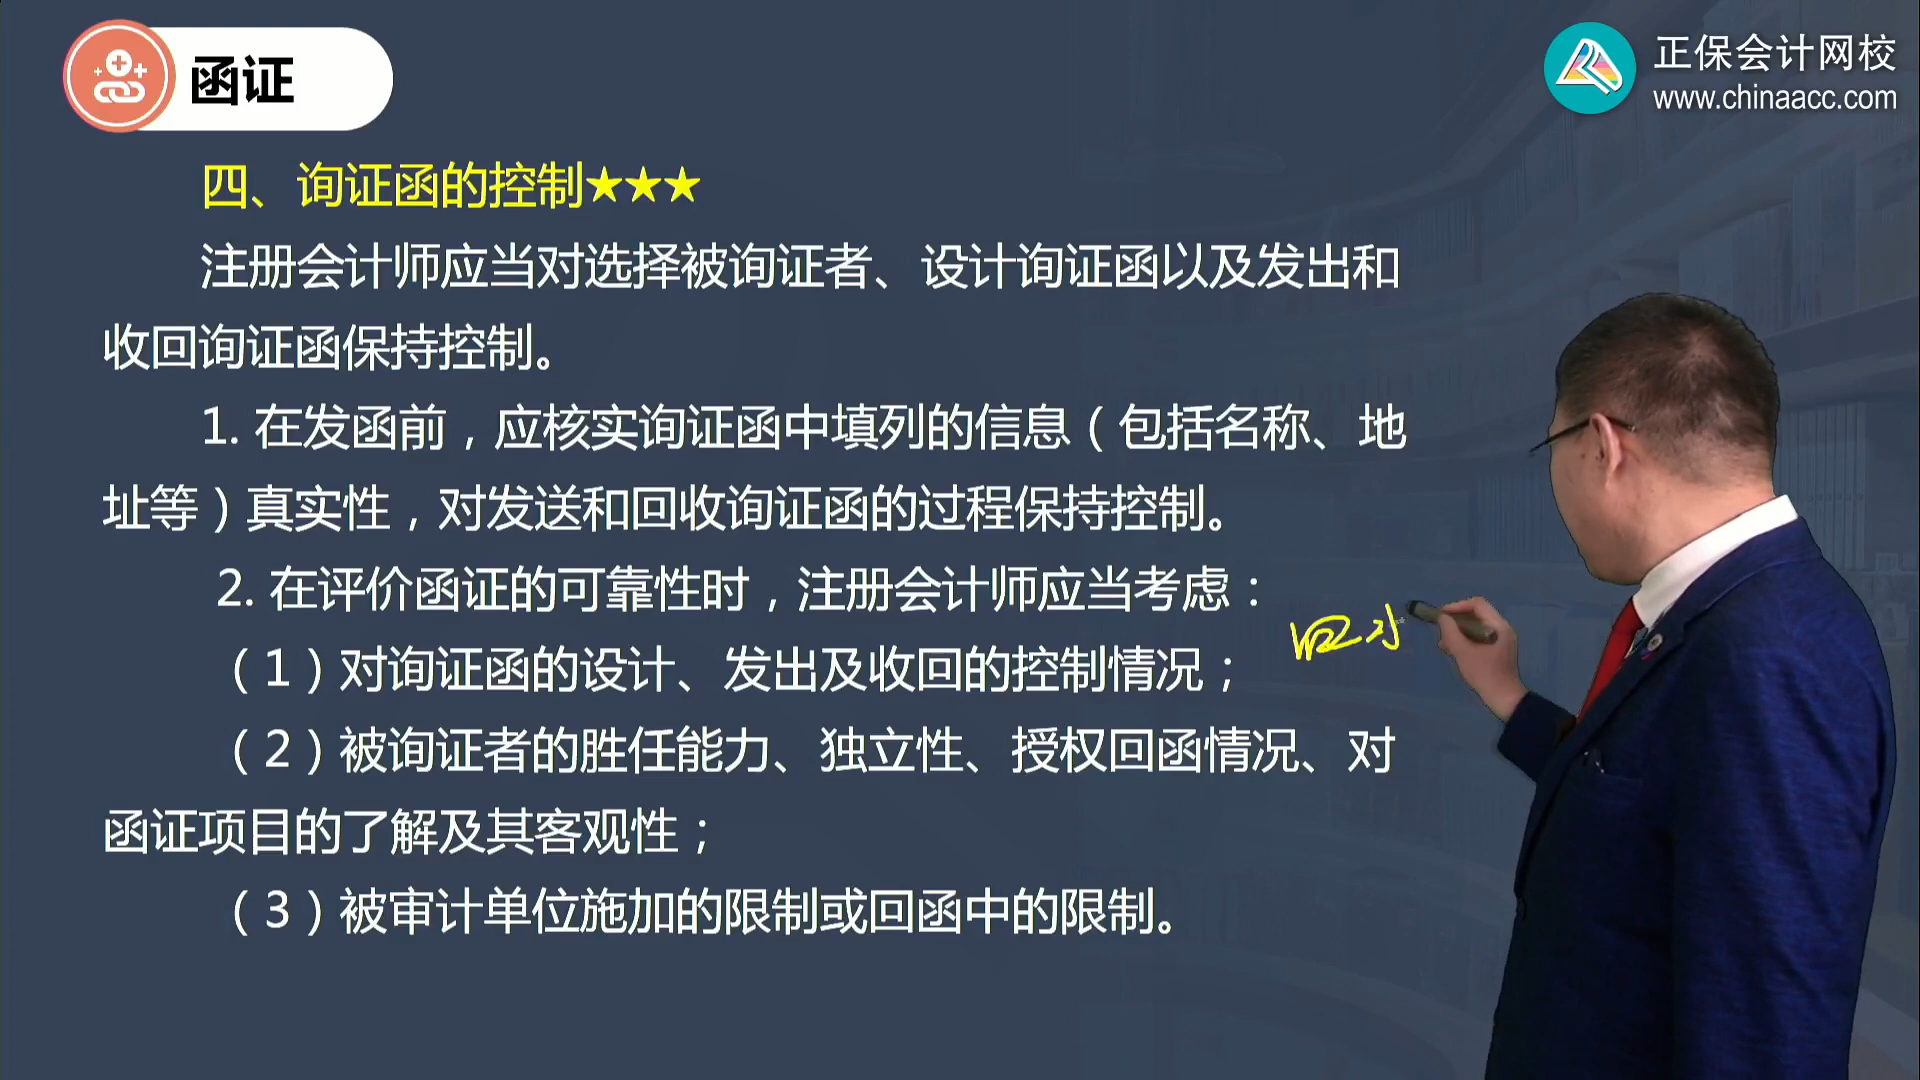 函证
正保会计网校
www.chinaacc.com
四、询证函的控制★★★
注册会计师应当对选择被询证者、设计询证函以及发出和
收回询证函保持控制。
1. 在发函前，应核实询证函中填列的信息（包括名称、地
址等）真实性，对发送和回收询证函的过程保持控制。
2. 在评价函证的可靠性时，注册会计师应当考虑：
（1）对询证函的设计、发出及收回的控制情况；
（2）被询证者的胜任能力、独立性、授权回函情况、对
函证项目的了解及其客观性；
（3）被审计单位施加的限制或回函中的限制。